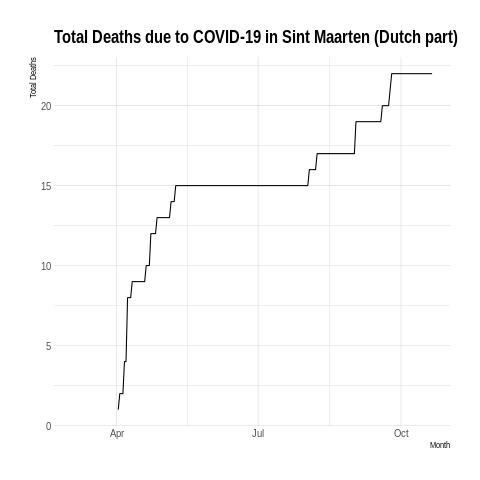 Total Deaths due to COVID-19 in Sint Maarten (Dutch part)
Total Deaths
20
15
10
5
0
Apr Jul Oct
Month